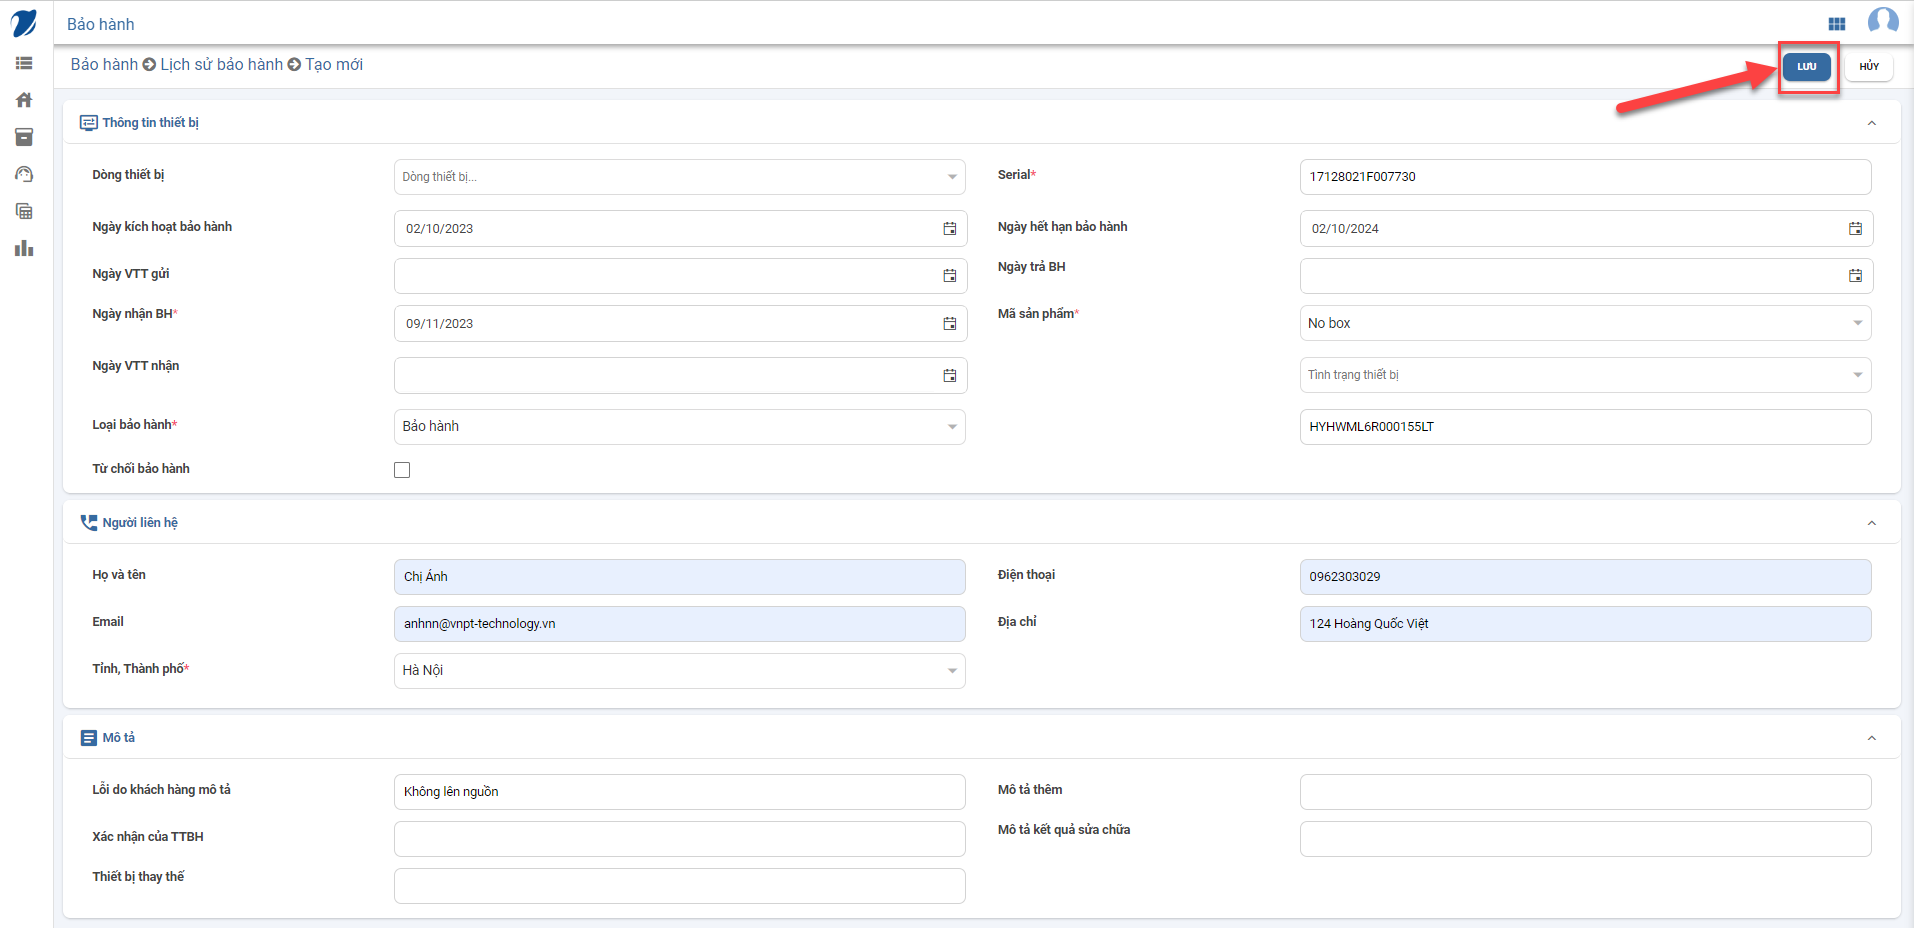 Bảo hành
Bảo hành Lịch sử bảo hành Tạo mới
LƯU
HỦY
Thông tin thiết bị
Dòng thiết bị
Dòng thiết bị...
Serial*
17128021F007730
Ngày kích hoạt bảo hành
02/10/2023
Ngày hết hạn bảo hành
02/10/2024
Ngày VTT gửi
Ngày trả BH
Ngày nhận BH*
09/11/2023
Mã sản phẩm*
No box
Ngày VTT nhận
Tình trạng thiết bị
Loại bảo hành*
Bảo hành
HYHWML6R000155LT
Từ chối bảo hành
Người liên hệ
Họ và tên
Chị Ánh
Điện thoại
0962303029
Email
anhnn@vnpt-technology.vn
Địa chỉ
124 Hoàng Quốc Việt
Tỉnh, Thành phố*
Hà Nội
Mô tả
Lỗi do khách hàng mô tả
Không lên nguồn
Mô tả thêm
Xác nhận của TTBH
Mô tả kết quả sửa chữa
Thiết bị thay thế